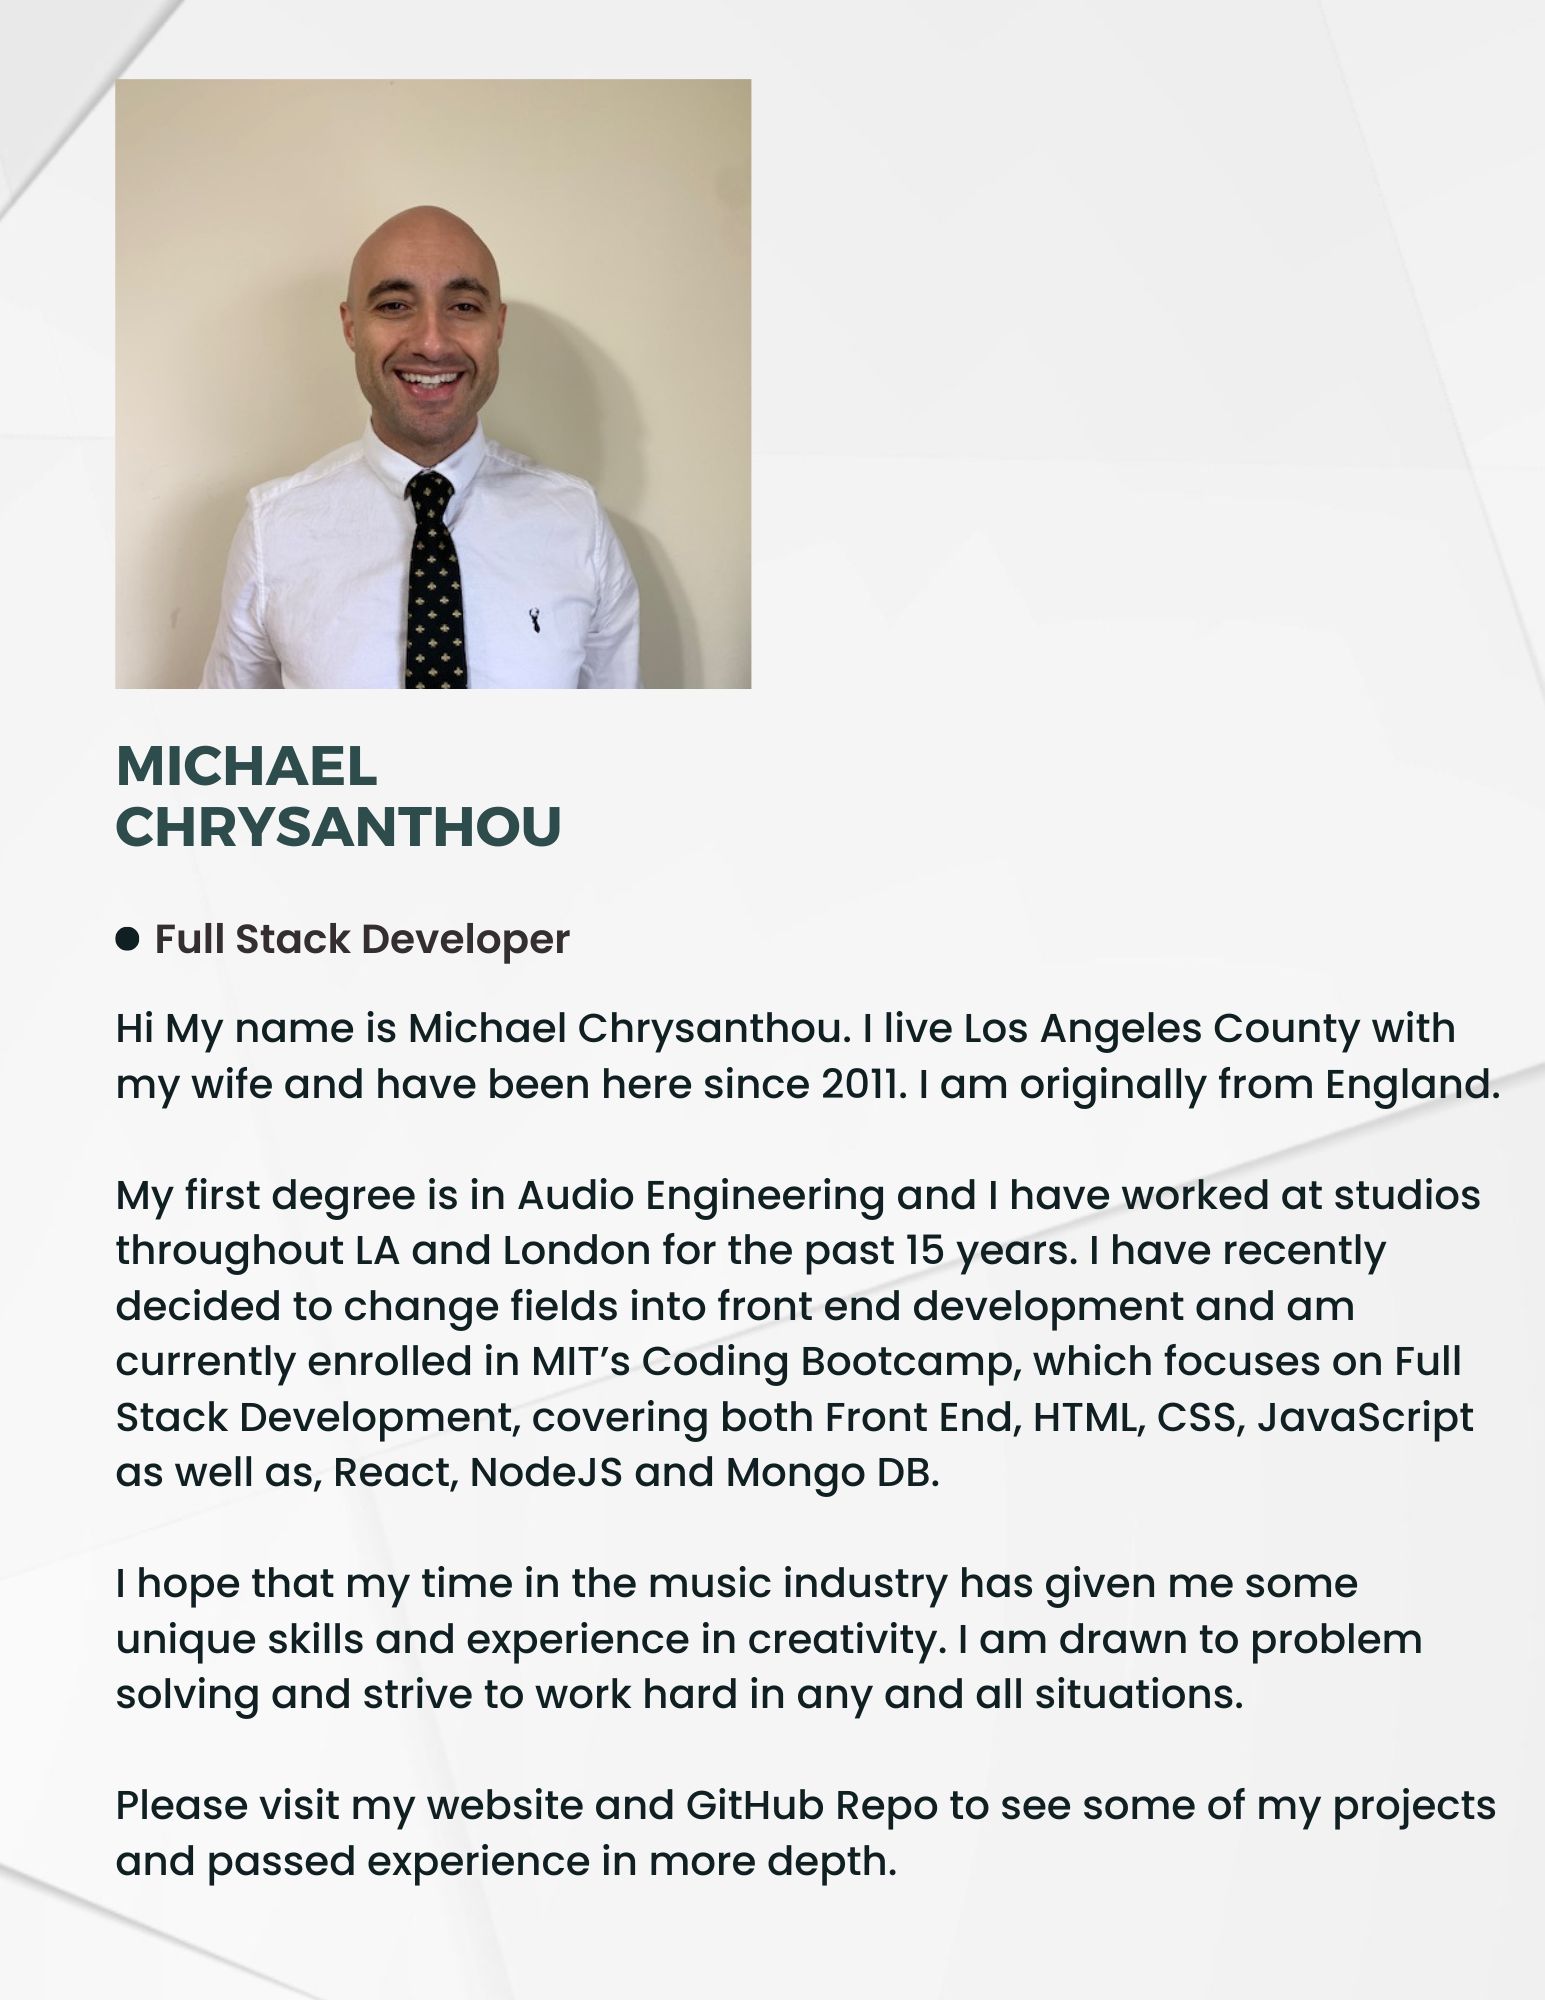 MICHAEL
CHRYSANTHOU
Full Stack Developer
Hi My name is Michael Chrysanthou. I live Los Angeles County with
my wife and have been here since 2011. I am originally from England.
My first degree is in Audio Engineering and I have worked at studios
throughout LA and London for the past 15 years. I have recently
decided to change fields into front end development and am
currently enrolled in MIT’s Coding Bootcamp, which focuses on Full
Stack Development, covering both Front End, HTML, CSS, JavaScript
as well as, React, NodeJS and Mongo DB.
I hope that my time in the music industry has given me some
unique skills and experience in creativity. I am drawn to problem
solving and strive to work hard in any and all situations.
Please visit my website and GitHub Repo to see some of my projects
and passed experience in more depth.